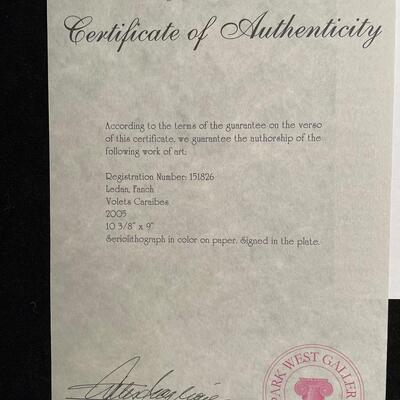 Certificate of Authenticity
According to the terms of the guarantee on the verso
of this certificate, we guarantee the authorship of the
following work of art:
Registration Number: 151826
Ledan, Fanch
Volets Caraibes
2005
10 3/8" x 9"
Seriolithograph in color on paper. Signed in the plate.
PARK WEST GALLER